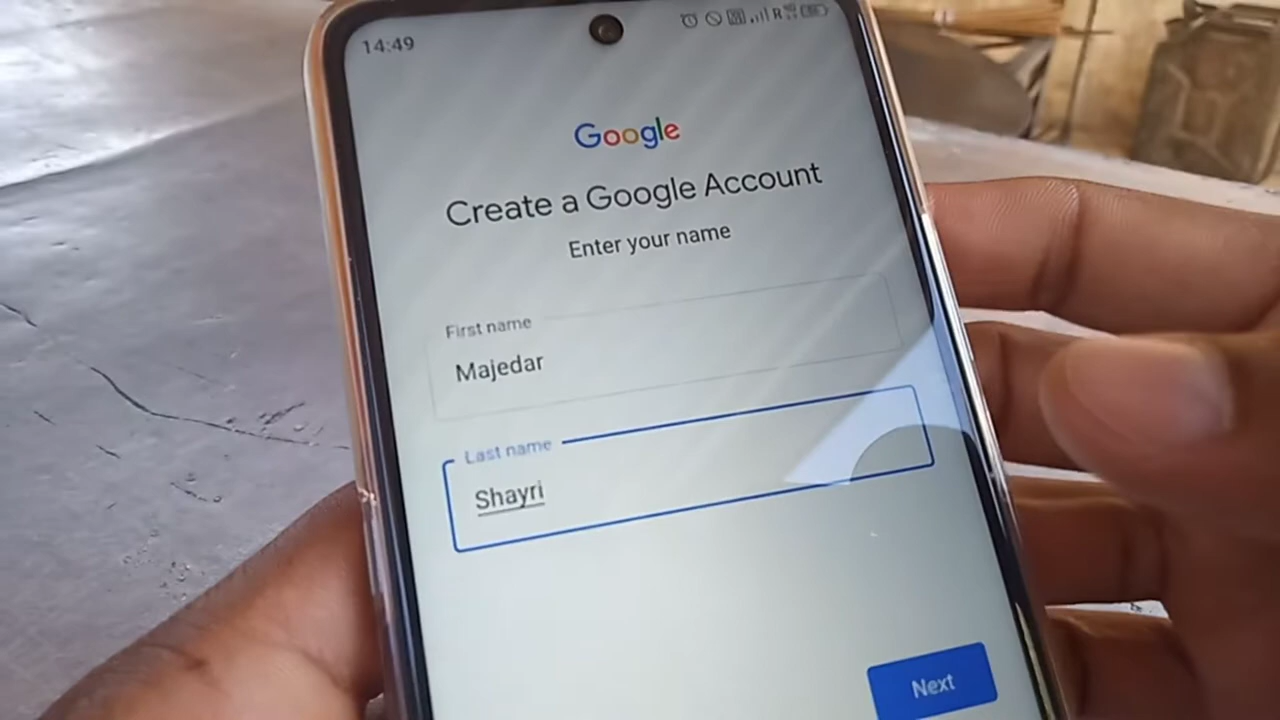 14:49
R
Google
Create a Google Account
Enter your name
First name
Majedar
Last name
Shayri
Next